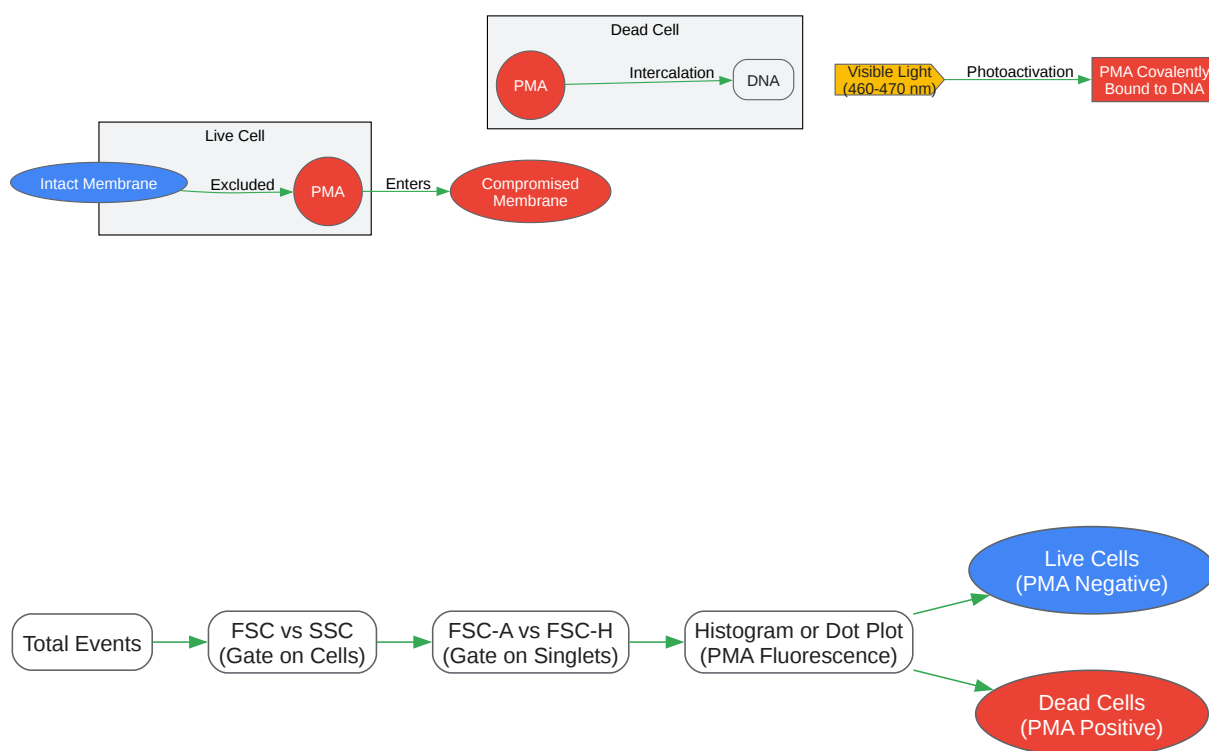 Dead Cell
PMA
Intercalation
DNA
Visible Light
(460-470 nm)
Photoactivation
PMA Covalently
Bound to DNA
Live Cell
Intact Membrane
Excluded
PMA
Enters
Compromised
Membrane
Total Events
FSC vs SSC
(Gate on Cells)
FSC-A vs FSC-H
(Gate on Singlets)
Histogram or Dot Plot
(PMA Fluorescence)
Live Cells
(PMA Negative)
Dead Cells
(PMA Positive)